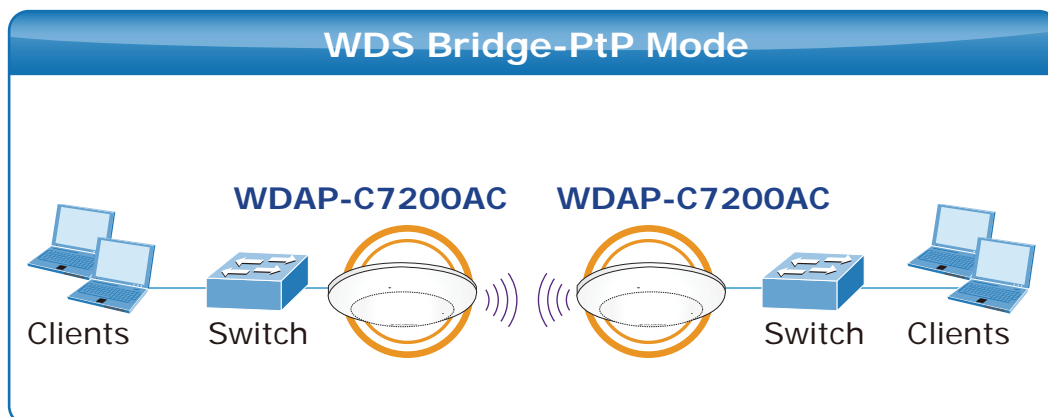 WDS Bridge-PtP Mode
WDAP-C7200AC WDAP-C7200AC
Clients Switch Switch Clients